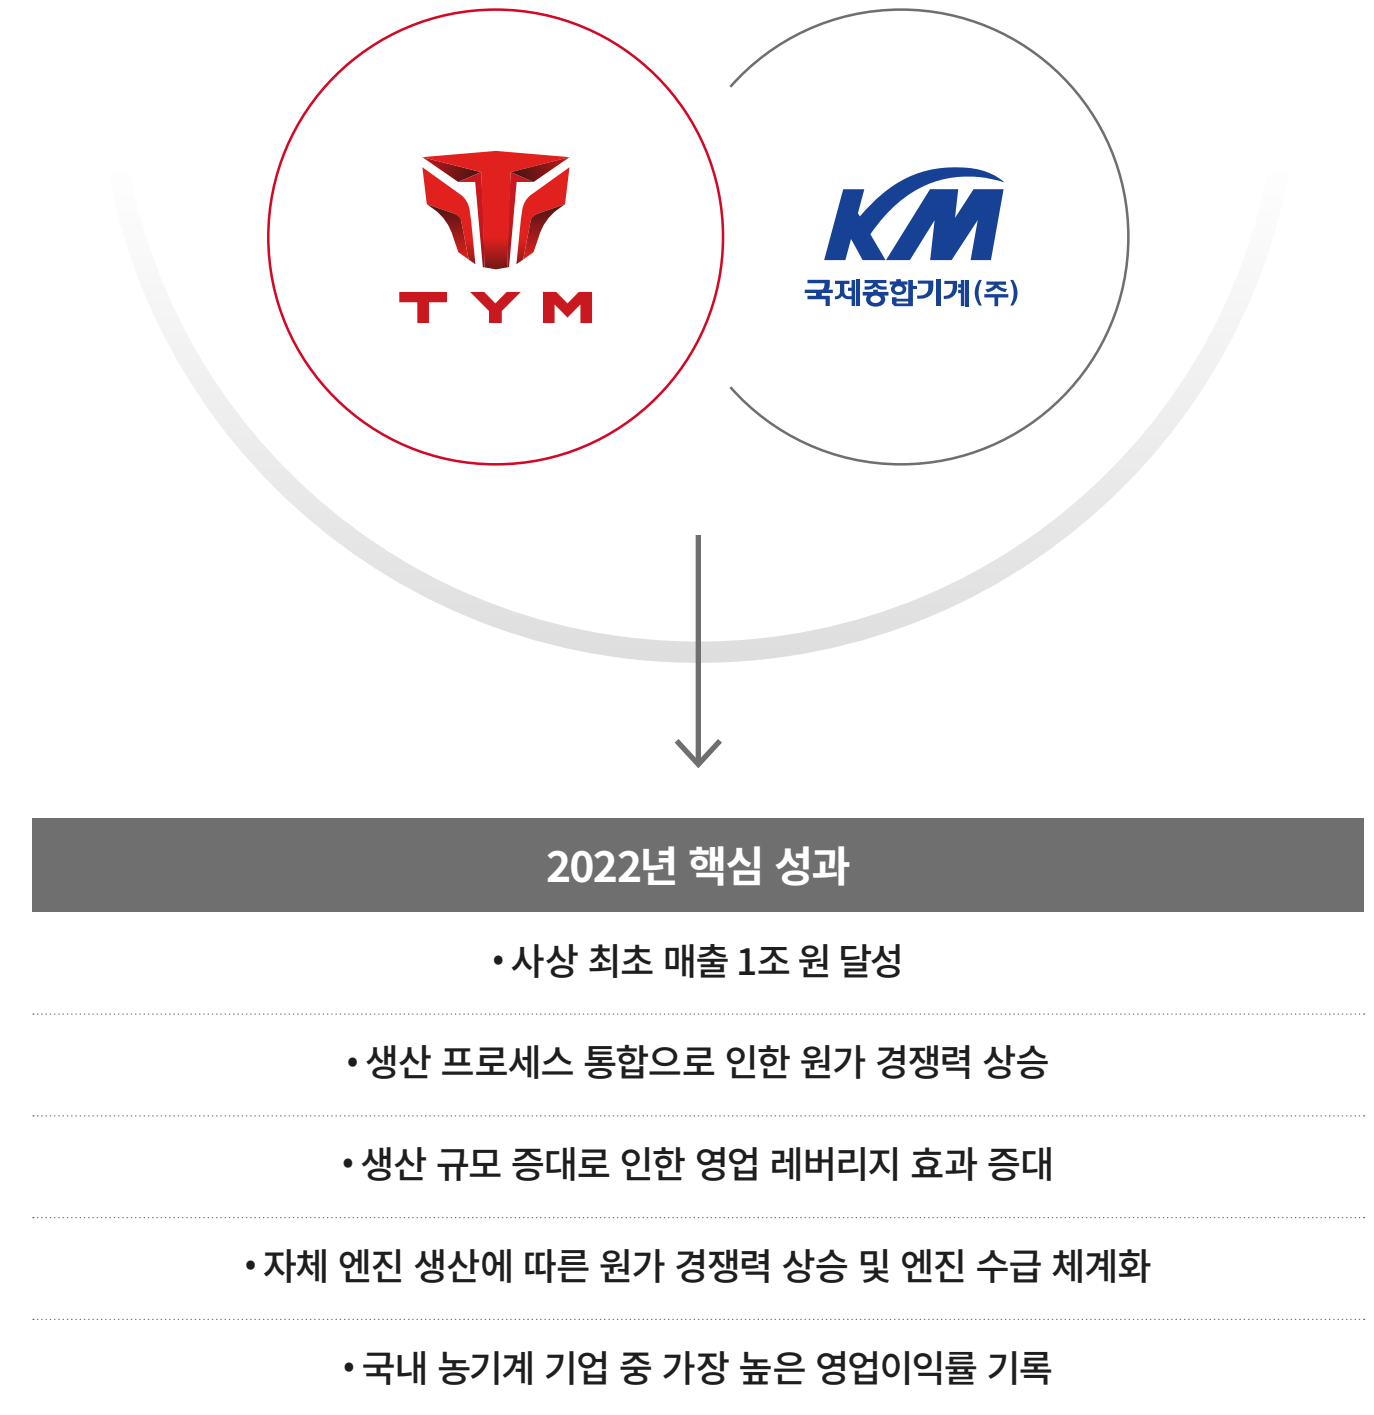 TYM
KM
국제종합기계(주)
2022년 핵심 성과
• 사상 최초 매출 1조 원 달성
• 생산 프로세스 통합으로 인한 원가 경쟁력 상승
• 생산 규모 증대로 인한 영업 레버리지 효과 증대
• 자체 엔진 생산에 따른 원가 경쟁력 상승 및 엔진 수급 체계화
• 국내 농기계 기업 중 가장 높은 영업이익률 기록